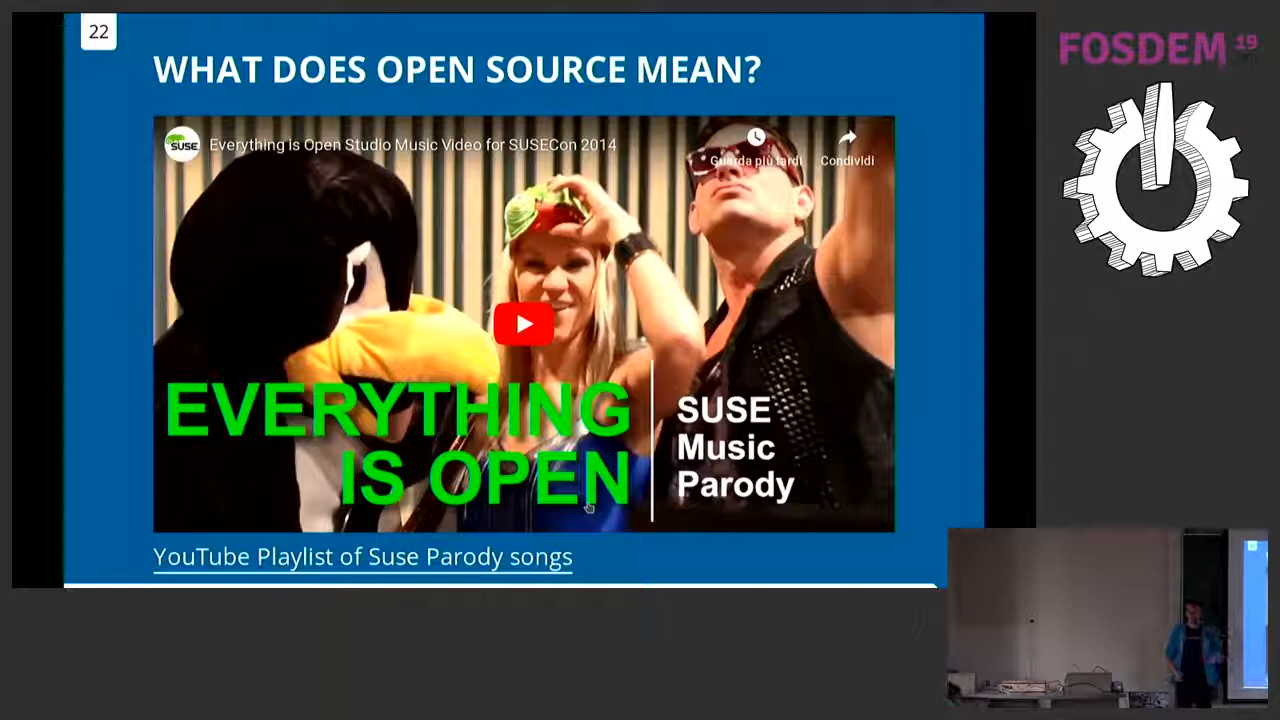 22
WHAT DOES OPEN SOURCE MEAN?
SUSE
Everything is Open Studio Music Video for SUSECon 2014
Guarda più tardi
Condividi
EVERYTHING
IS OPEN
SUSE
Music
Parody
YouTube Playlist of Suse Parody songs
FOSDEM 19